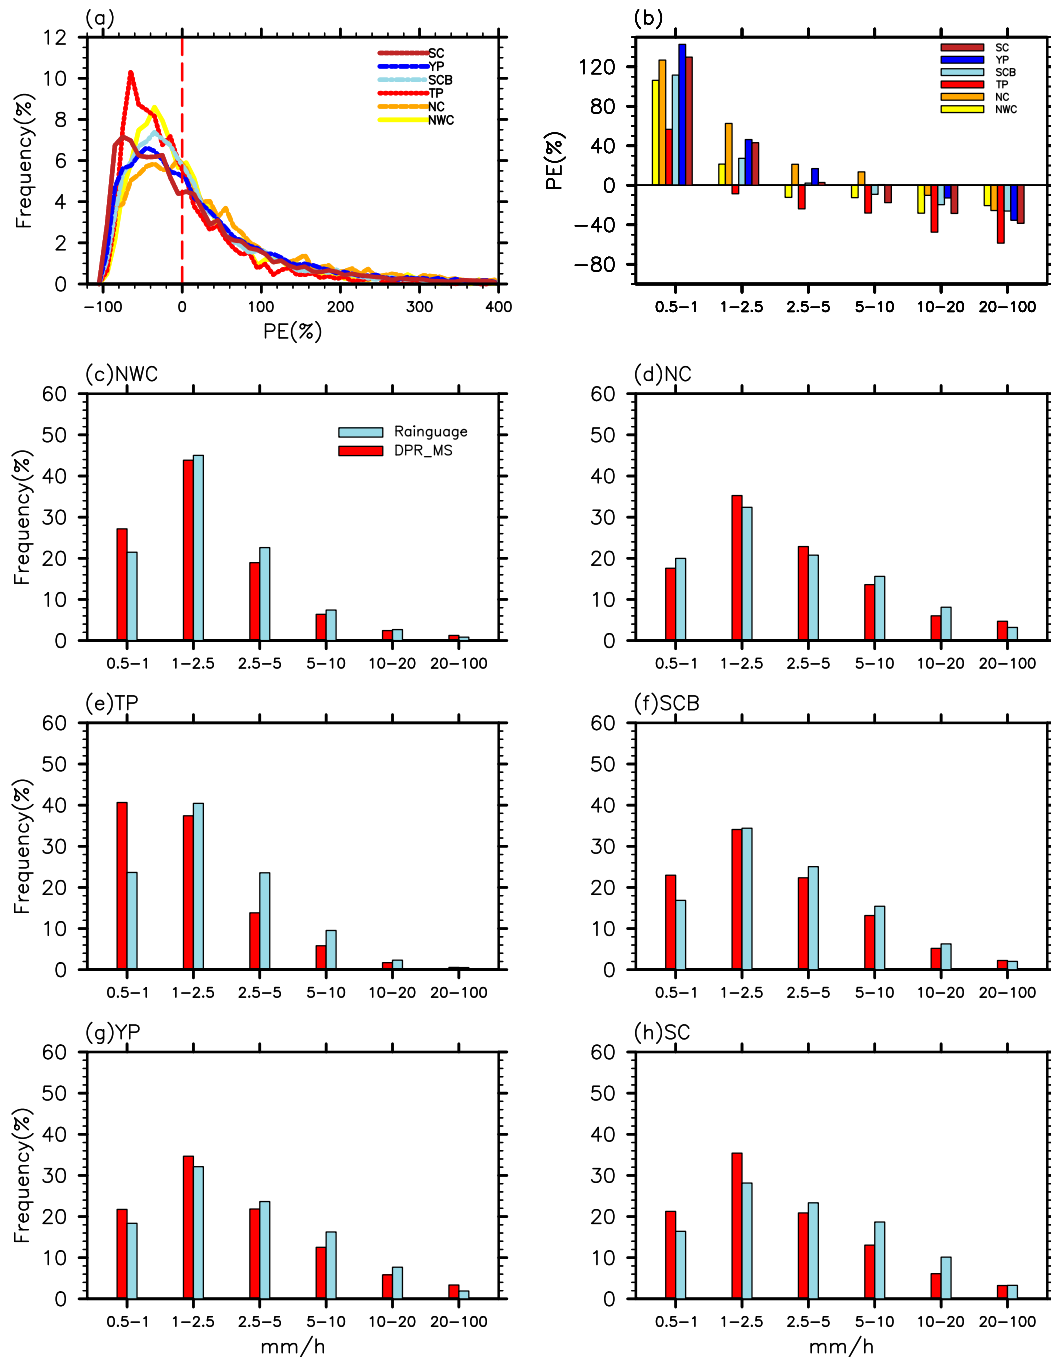 (a)
Frequency(%)
12
10
8
6
4
2
0
SC
YP
SCB
TP
NC
NWC
−100 0 100 200 300 400
PE(%)
(b)
PE(%)
120
80
40
0
−40
−80
SC
YP
SCB
TP
NC
NWC
0.5−1 1−2.5 2.5−5 5−10 10−20 20−100
(c)NWC
Frequency(%)
60
50
40
30
20
10
0
Rainguage
DPR_MS
0.5−1 1−2.5 2.5−5 5−10 10−20 20−100
(d)NC
60
50
40
30
20
10
0
0.5−1 1−2.5 2.5−5 5−10 10−20 20−100
(e)TP
Frequency(%)
60
50
40
30
20
10
0
0.5−1 1−2.5 2.5−5 5−10 10−20 20−100
(f)SCB
60
50
40
30
20
10
0
0.5−1 1−2.5 2.5−5 5−10 10−20 20−100
(g)YP
Frequency(%)
60
50
40
30
20
10
0
0.5−1 1−2.5 2.5−5 5−10 10−20 20−100
mm/h
(h)SC
60
50
40
30
20
10
0
0.5−1 1−2.5 2.5−5 5−10 10−20 20−100
mm/h